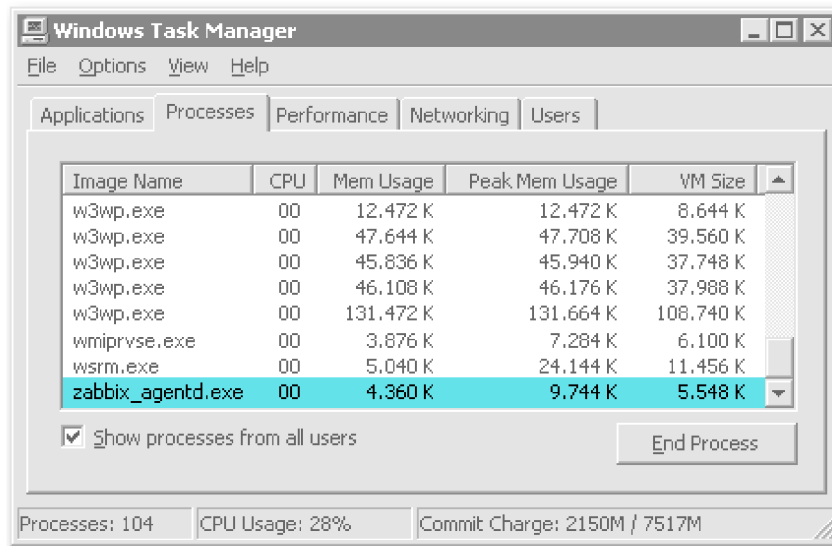 Windows Task Manager
File Options View Help
Applications Processes Performance Networking Users
Image Name CPU Mem Usage Peak Mem Usage VM Size
w3wp.exe 00 12.472 K 12.472 K 8.644 K
w3wp.exe 00 47.644 K 47.708 K 39.560 K
w3wp.exe 00 45.836 K 45.940 K 37.748 K
w3wp.exe 00 46.108 K 46.176 K 37.988 K
w3wp.exe 00 131.472 K 131.664 K 108.740 K
wmiprvse.exe 00 3.876 K 7.284 K 6.100 K
wsrm.exe 00 5.040 K 24.144 K 11.456 K
zabbix_agentd.exe 00 4.360 K 9.744 K 5.548 K
Show processes from all users
End Process
Processes: 104 CPU Usage: 28% Commit Charge: 2150M / 7517M